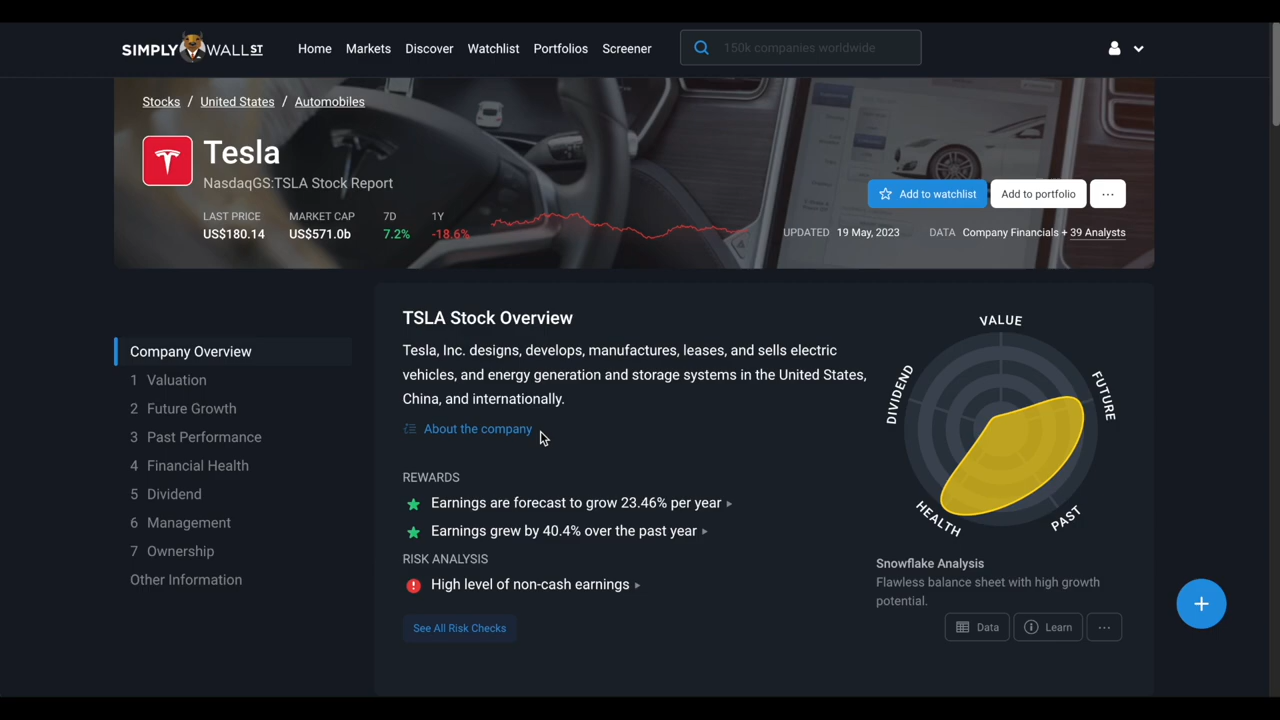 SIMPLY WALL ST
Home Markets Discover Watchlist Portfolios Screener
150k companies worldwide
Stocks / United States / Automobiles
Tesla
NasdaqGS:TSLA Stock Report
Add to watchlist
Add to portfolio
...
LAST PRICE MARKET CAP 7D 1Y
US$180.14 US$571.0b 7.2% -18.6%
UPDATED 19 May, 2023 DATA Company Financials + 39 Analysts
Company Overview
1 Valuation
2 Future Growth
3 Past Performance
4 Financial Health
5 Dividend
6 Management
7 Ownership
Other Information
TSLA Stock Overview
Tesla, Inc. designs, develops, manufactures, leases, and sells electric
vehicles, and energy generation and storage systems in the United States,
China, and internationally.
About the company
REWARDS
Earnings are forecast to grow 23.46% per year
Earnings grew by 40.4% over the past year
RISK ANALYSIS
High level of non-cash earnings
See All Risk Checks
VALUE
FUTURE
PAST
HEALTH
DIVIDEND
Snowflake Analysis
Flawless balance sheet with high growth
potential.
Data
Learn
...